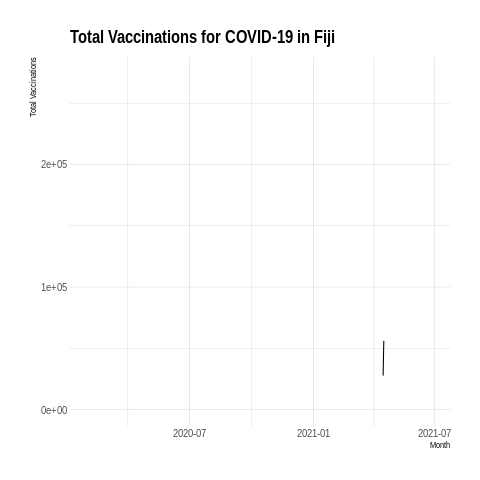 Total Vaccinations for COVID-19 in Fiji
Total Vaccinations
2e+05
1e+05
0e+00
2020-07
2021-01
2021-07
Month